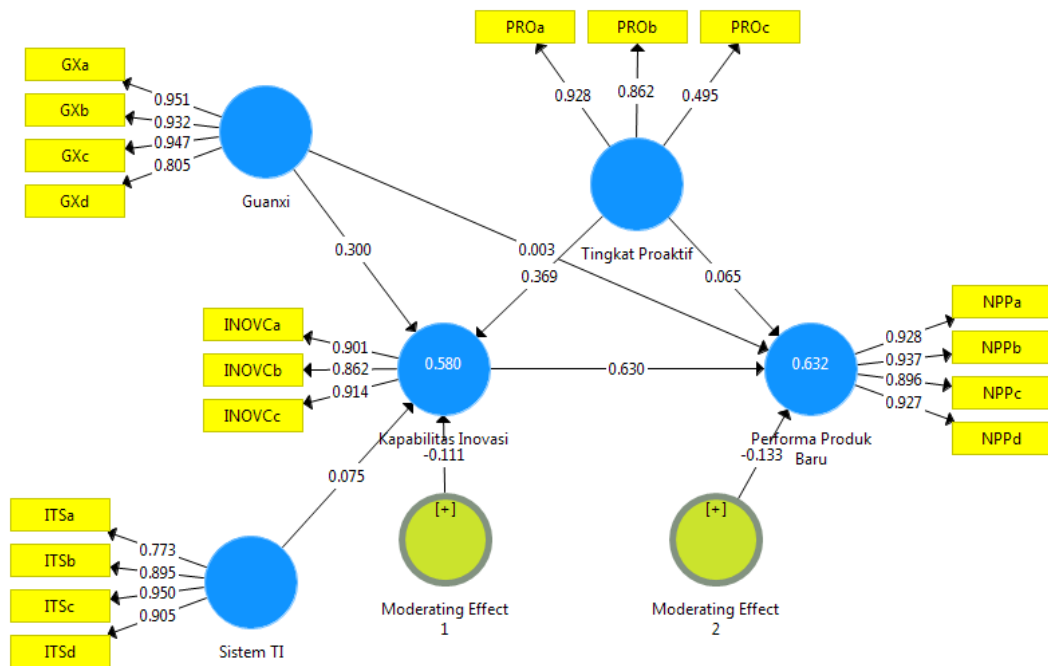 PROa
PROb
PROc
0.928
0.862
0.495
GXa
GXb
GXc
GXd
0.951
0.932
0.947
0.805
Guanxi
Tingkat Proaktif
0.300
0.003
0.369
0.065
INOVCa
INOVCb
INOVCc
0.901
0.862
0.914
0.580
Kapabilitas Inovasi
0.630
0.632
Performa Produk
Baru
NPPa
NPPb
NPPc
NPPd
0.928
0.937
0.896
0.927
-0.111
-0.133
0.075
ITSa
ITSb
ITSc
ITSd
0.773
0.895
0.950
0.905
Sistem TI
[+]
Moderating Effect
1
[+]
Moderating Effect
2